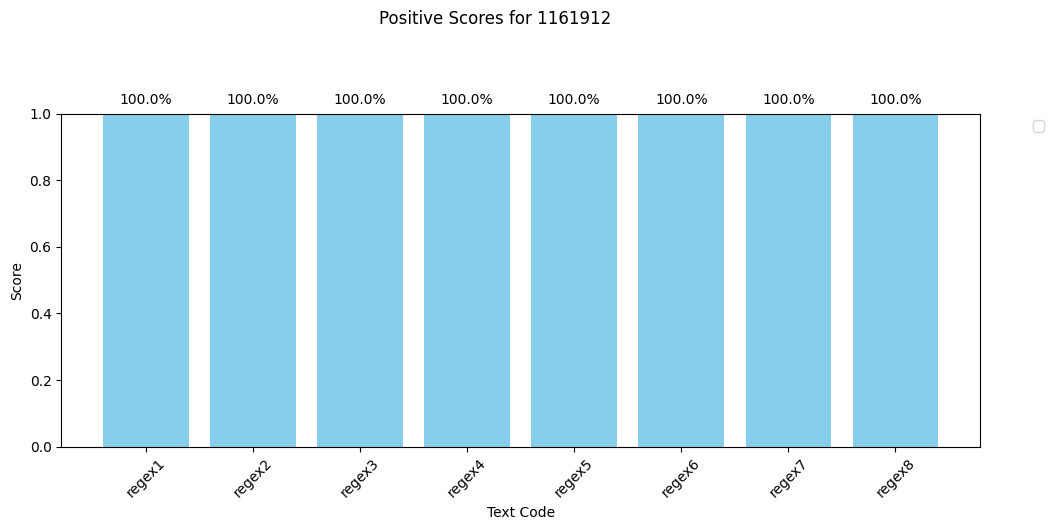 Positive Scores for 1161912
100.0% 100.0% 100.0% 100.0% 100.0% 100.0% 100.0% 100.0%
1.0
0.8
0.6
0.4
0.2
0.0
Score
regex1 regex2 regex3 regex4 regex5 regex6 regex7 regex8
Text Code